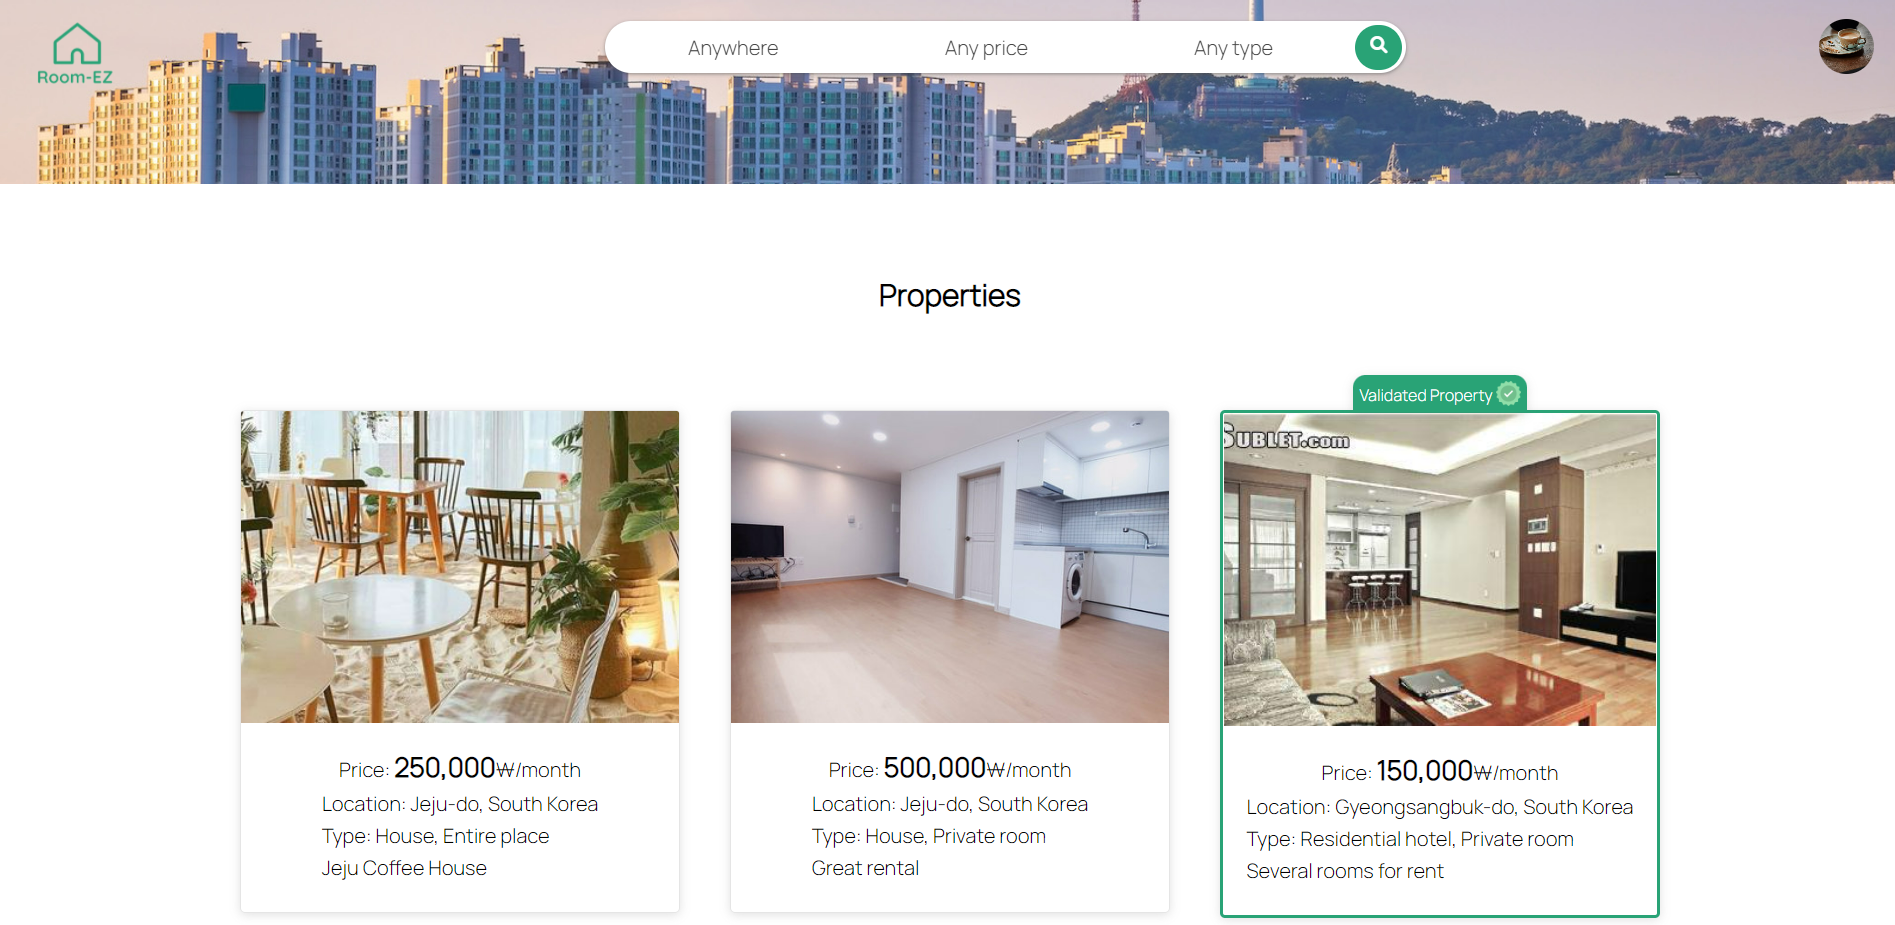 Room-EZ
Anywhere
Any price
Any type
Properties
Price: 250,000₩/month
Location: Jeju-do, South Korea
Type: House, Entire place
Jeju Coffee House
Price: 500,000₩/month
Location: Jeju-do, South Korea
Type: House, Private room
Great rental
Validated Property
SUBLET.com
Price: 150,000₩/month
Location: Gyeongsangbuk-do, South Korea
Type: Residential hotel, Private room
Several rooms for rent